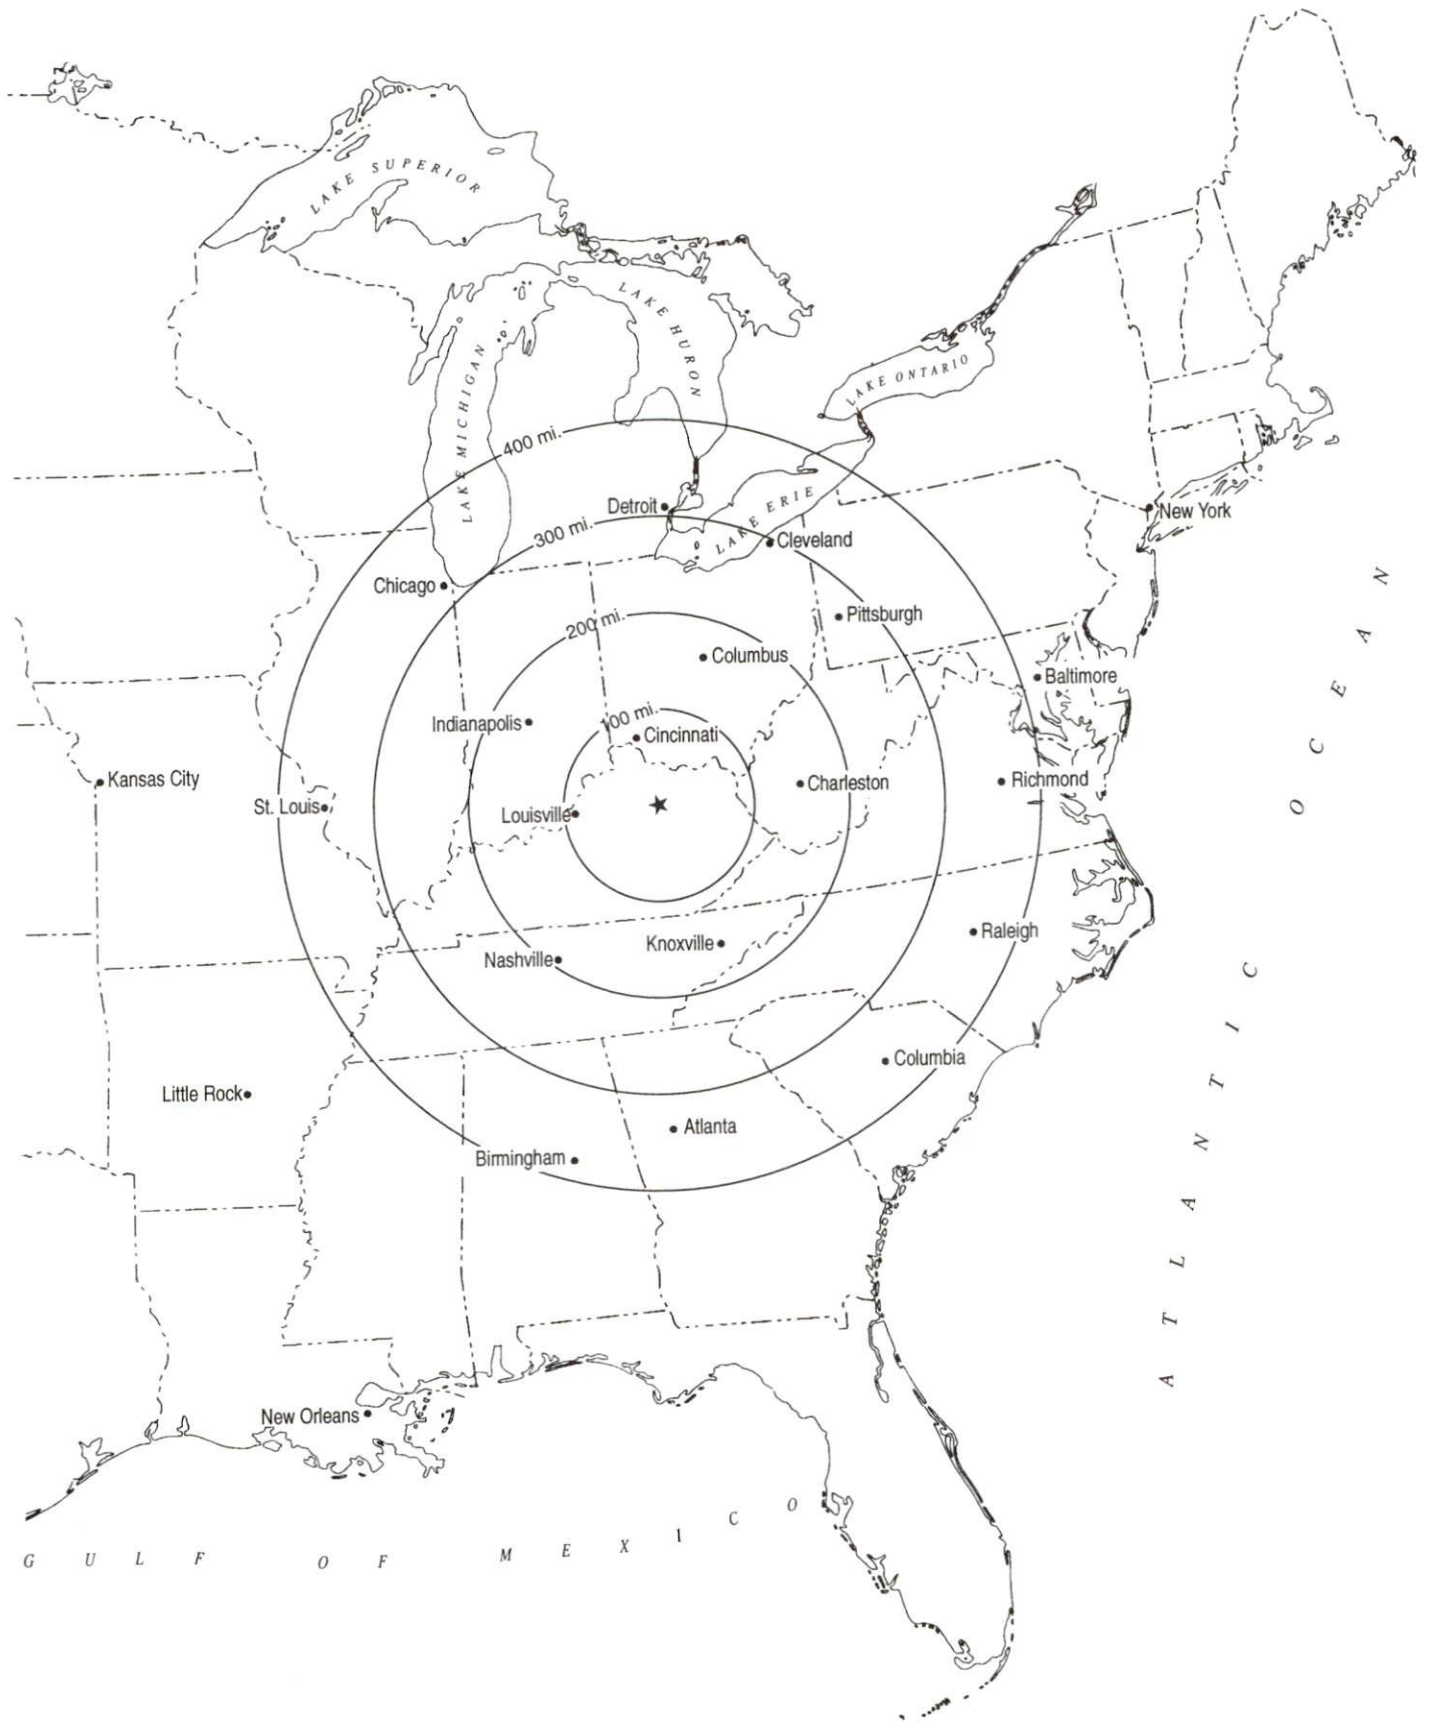 LAKE SUPERIOR
LAKE HURON
LAKE MICHIGAN
LAKE ONTARIO
400 mi.
LAKE ERIE
Detroit
New York
300 mi.
Cleveland
Chicago
Pittsburgh
200 mi.
Columbus
Baltimore
Indianapolis
100 mi.
Cincinnati
Kansas City
Charleston
Richmond
St. Louis
Louisville
Raleigh
Knoxville
Nashville
Columbia
Little Rock
Atlanta
Birmingham
ATLANTIC OCEAN
New Orleans
GULF OF MEXICO